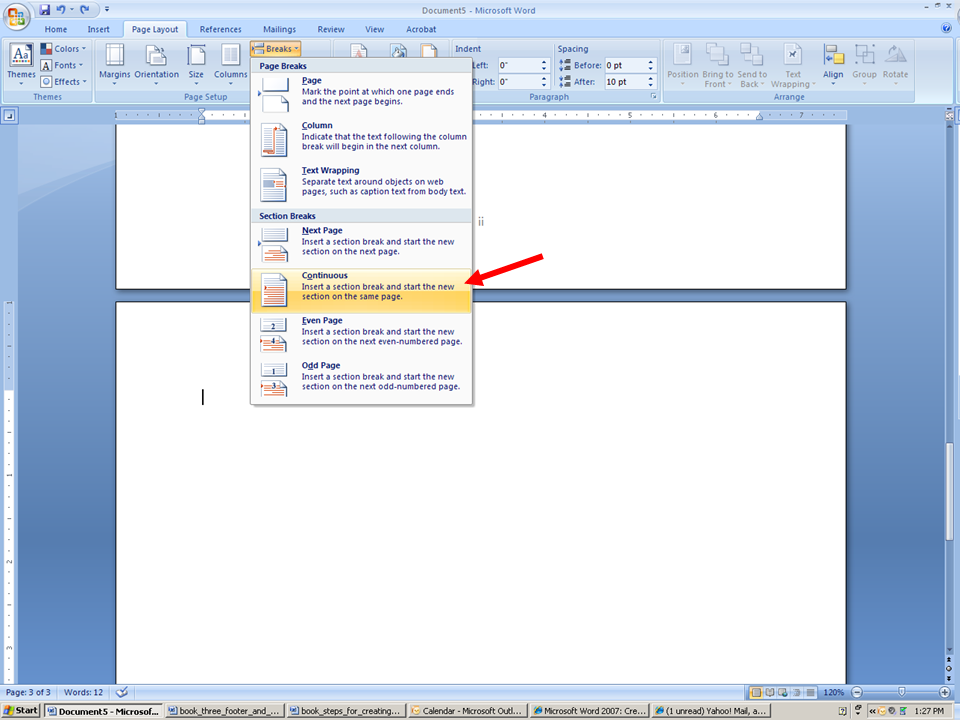 Document5 - Microsoft Word
Home Insert Page Layout References Mailings Review View Acrobat
Themes
Colors
Fonts
Effects
Themes
Margins Orientation Size Columns
Breaks
Page Setup
Indent
Left: 0"
Right: 0"
Spacing
Before: 0 pt
After: 10 pt
Paragraph
Position Bring to Front Send to Back Text Wrapping Align Group Rotate
Arrange
Page Breaks
Page
Mark the point at which one page ends
and the next page begins.
Column
Indicate that the text following the column
break will begin in the next column.
Text Wrapping
Separate text around objects on web
pages, such as caption text from body text.
Section Breaks
Next Page
Insert a section break and start the new
section on the next page.
Continuous
Insert a section break and start the new
section on the same page.
Even Page
Insert a section break and start the new
section on the next even-numbered page.
Odd Page
Insert a section break and start the new
section on the next odd-numbered page.
1 4 5 6 7
ii
1
1
2
3
Page: 3 of 3 Words: 12 120%
Start Document5 - Microsof... book_three_footer_and_... book_steps_for_creating... Calendar - Microsoft Outl... Microsoft Word 2007: Cre... (1 unread) Yahoo! Mail, a... 1:27 PM